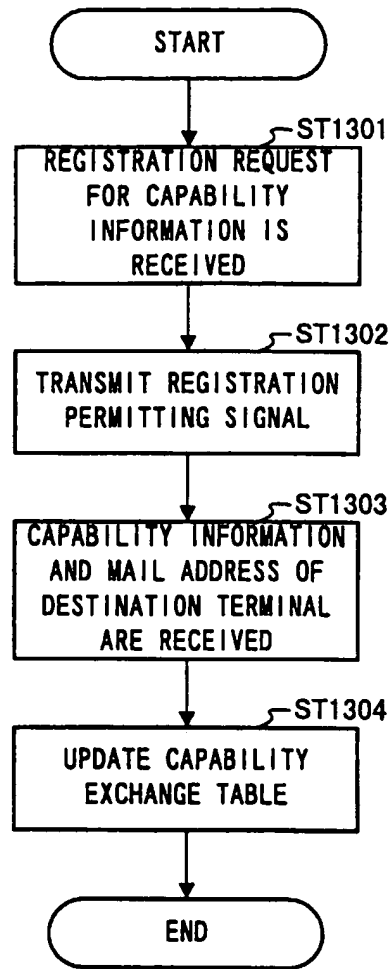 START
ST1301
REGISTRATION REQUEST
FOR CAPABILITY
INFORMATION IS
RECEIVED
ST1302
TRANSMIT REGISTRATION
PERMITTING SIGNAL
ST1303
CAPABILITY INFORMATION
AND MAIL ADDRESS OF
DESTINATION TERMINAL
ARE RECEIVED
ST1304
UPDATE CAPABILITY
EXCHANGE TABLE
END